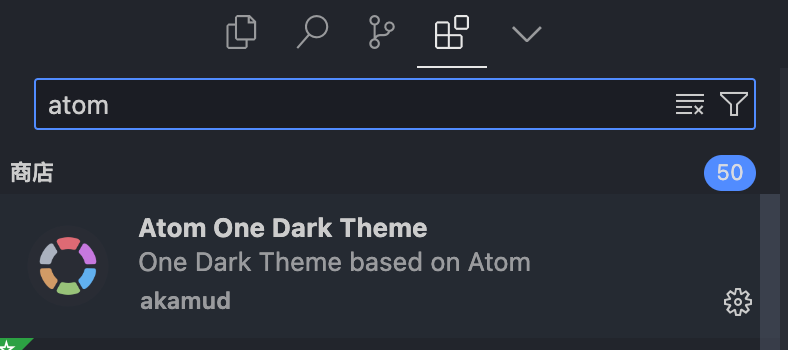 atom
商店
50
Atom One Dark Theme
One Dark Theme based on Atom
akamud